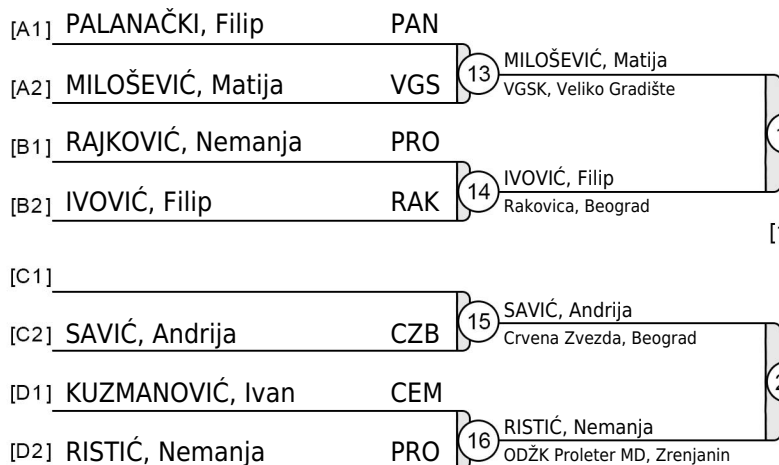 [A1] PALANAČKI, Filip PAN
[A2] MILOŠEVIĆ, Matija VGS
13 MILOŠEVIĆ, Matija
VGSK, Veliko Gradište
[B1] RAJKOVIĆ, Nemanja PRO
[B2] IVOVIĆ, Filip RAK
14 IVOVIĆ, Filip
Rakovica, Beograd
[C1]
[C2] SAVIĆ, Andrija CZB
15 SAVIĆ, Andrija
Crvena Zvezda, Beograd
[D1] KUZMANOVIĆ, Ivan CEM
[D2] RISTIĆ, Nemanja PRO
16 RISTIĆ, Nemanja
ODŽK Proleter MD, Zrenjanin